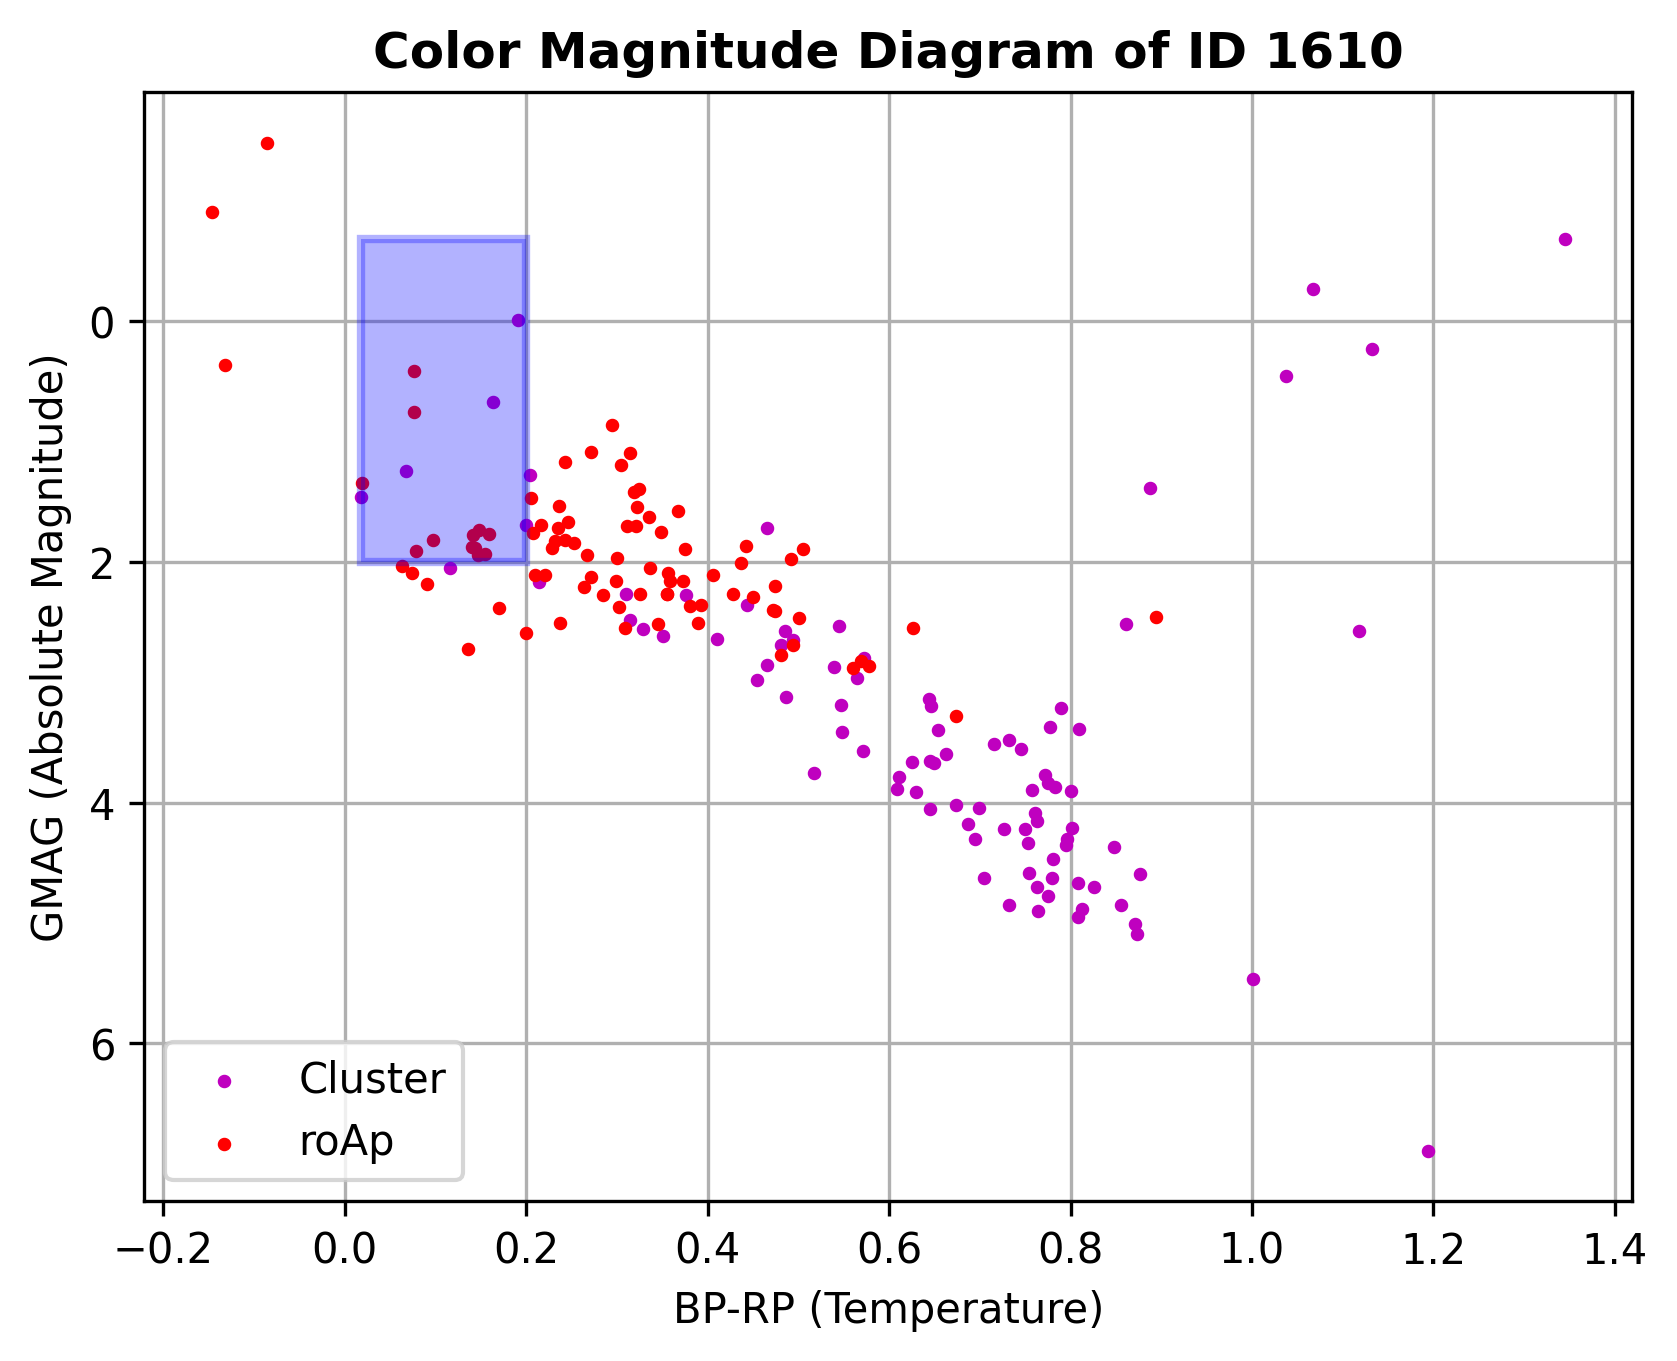 Color Magnitude Diagram of ID 1610
GMAG (Absolute Magnitude)
0
2
4
6
Cluster
roAp
−0.2 0.0 0.2 0.4 0.6 0.8 1.0 1.2 1.4
BP-RP (Temperature)